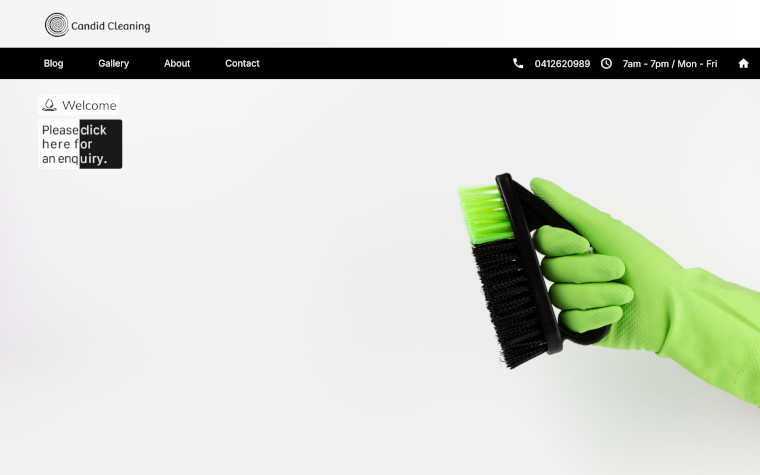 Candid Cleaning
Blog Gallery About Contact 0412620989 7am - 7pm / Mon - Fri
Welcome
Please click
here for
an enquiry.